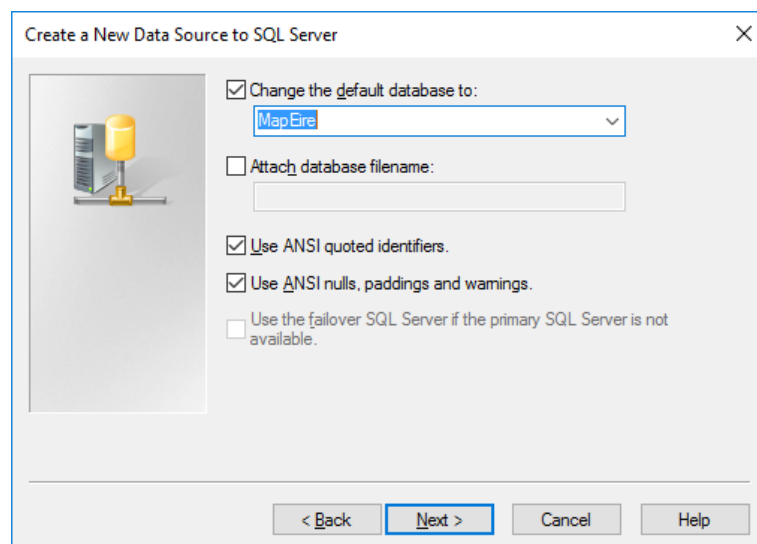 Create a New Data Source to SQL Server
Change the default database to:
MapEire
Attach database filename:
Use ANSI quoted identifiers.
Use ANSI nulls, paddings and warnings.
Use the failover SQL Server if the primary SQL Server is not
available.
< Back
Next >
Cancel
Help